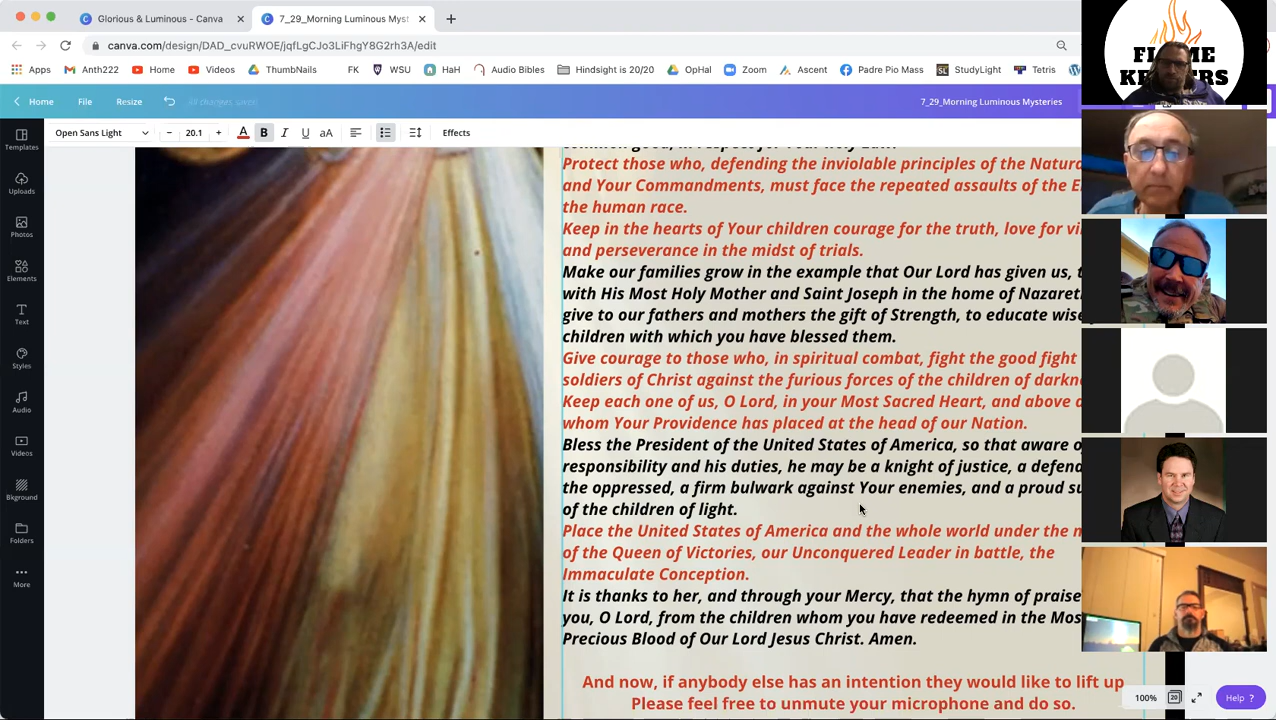 Glorious & Luminous - Canva
7_29_Morning Luminous Myst
canva.com/design/DAD_cvuRWOE/jqfLgCJo3LiFhgY8G2rh3A/edit
Apps Anth222 Home Videos ThumbNails FK WSU HaH Audio Bibles Hindsight is 20/20 OpHal Zoom Ascent Padre Pio Mass StudyLight Tetris
Home File Resize All changes saved 7_29_Morning Luminous Mysteries
Open Sans Light 20.1 A B I U aA Effects
Templates
Uploads
Photos
Elements
Text
Styles
Audio
Videos
Bkground
Folders
More
common good, in respect for Your Holy Law.
Protect those who, defending the inviolable principles of the Natura
and Your Commandments, must face the repeated assaults of the E
the human race.
Keep in the hearts of Your children courage for the truth, love for vi
and perseverance in the midst of trials.
Make our families grow in the example that Our Lord has given us, t
with His Most Holy Mother and Saint Joseph in the home of Nazaret
give to our fathers and mothers the gift of Strength, to educate wise
children with which you have blessed them.
Give courage to those who, in spiritual combat, fight the good fight
soldiers of Christ against the furious forces of the children of darkn
Keep each one of us, O Lord, in your Most Sacred Heart, and above a
whom Your Providence has placed at the head of our Nation.
Bless the President of the United States of America, so that aware o
responsibility and his duties, he may be a knight of justice, a defend
the oppressed, a firm bulwark against Your enemies, and a proud su
of the children of light.
Place the United States of America and the whole world under the m
of the Queen of Victories, our Unconquered Leader in battle, the
Immaculate Conception.
It is thanks to her, and through your Mercy, that the hymn of praise
you, O Lord, from the children whom you have redeemed in the Mos
Precious Blood of Our Lord Jesus Christ. Amen.
And now, if anybody else has an intention they would like to lift up
Please feel free to unmute your microphone and do so.
100% 20 Help ?